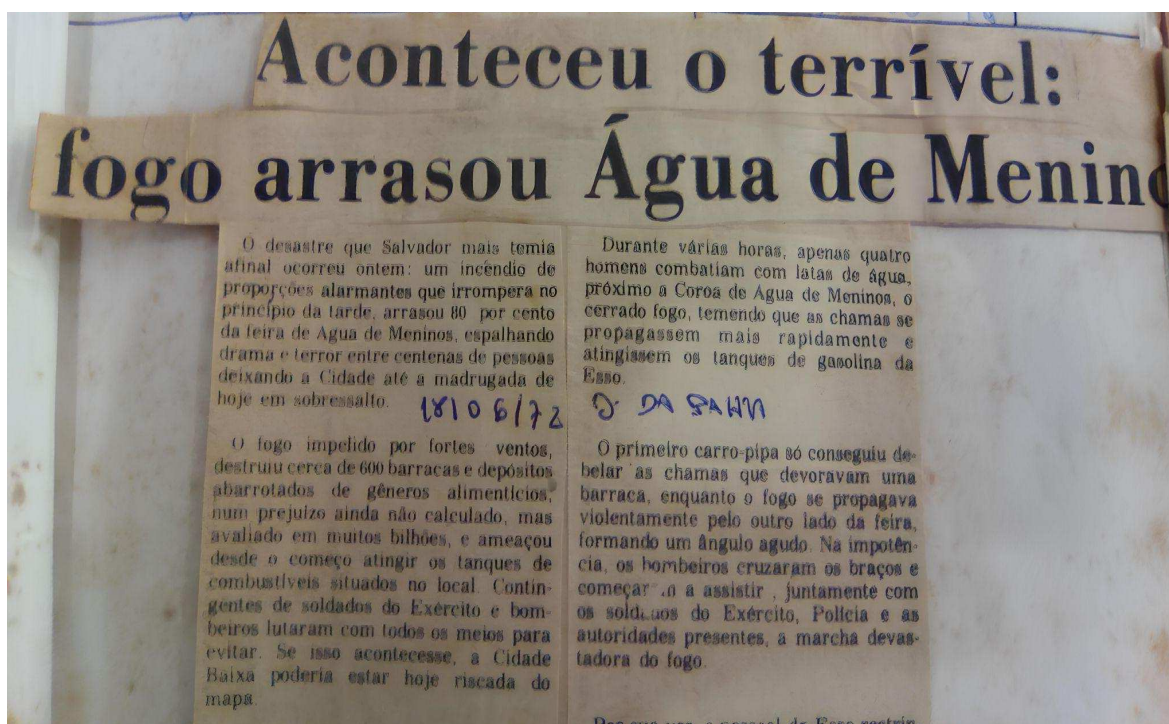 Aconteceu o terrível:
fogo arrasou Água de Menino
O desastre que Salvador mais temia
afinal ocorreu ontem: um incêndio de
proporções alarmantes que irrompera no
princípio da tarde, arrasou 80 por cento
da feira de Agua de Meninos, espalhando
drama e terror entre centenas de pessoas
deixando a Cidade até a madrugada de
hoje em sobressalto.
18/06/72
O fogo impelido por fortes ventos,
destruiu cerca de 600 barracas e depósitos
abarrotados de gêneros alimentícios,
num prejuízo ainda não calculado, mas
avaliado em muitos bilhões, e ameaçou
desde o começo atingir os tanques de
combustíveis situados no local. Contin-
gentes de soldados do Exército e bom-
beiros lutaram com todos os meios para
evitar. Se isso acontecesse, a Cidade
Baixa poderia estar hoje riscada do
mapa.
Durante várias horas, apenas quatro
homens combatiam com latas de água,
próximo a Coroa de Agua de Meninos, o
cerrado fogo, temendo que as chamas se
propagassem mais rapidamente e
atingissem os tanques de gasolina da
Esso.
DA BAHIA
O primeiro carro-pipa só conseguiu de-
belar as chamas que devoravam uma
barraca, enquanto o fogo se propagava
violentamente pelo outro lado da feira,
formando um ângulo agudo. Na impotên-
cia, os bombeiros cruzaram os braços e
a assistir, juntamente com
os do Exército, Polícia e as
autoridades presentes, a marcha devas-
tadora do fogo.